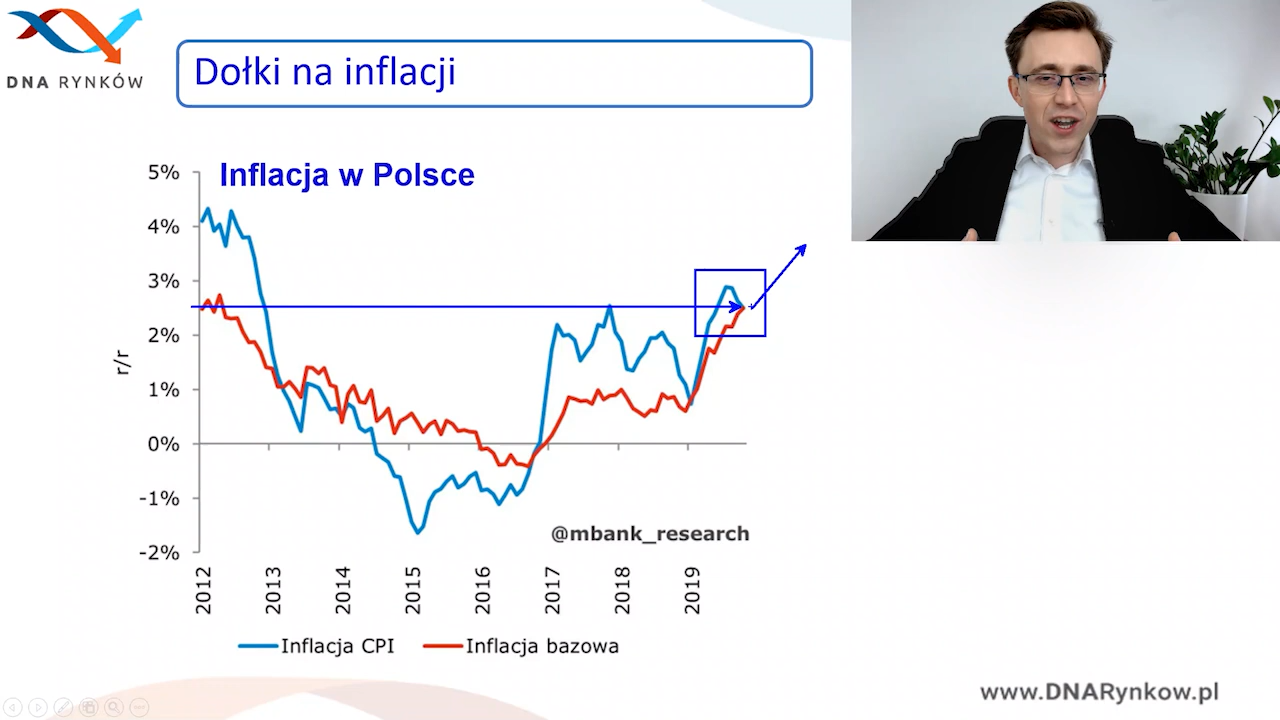 DNA RYNKÓW
Dołki na inflacji
Inflacja w Polsce
5%
4%
3%
2%
1%
0%
-1%
-2%
r/r
@mbank_research
2012
2013
2014
2015
2016
2017
2018
2019
Inflacja CPI
Inflacja bazowa
www.DNARynkow.pl